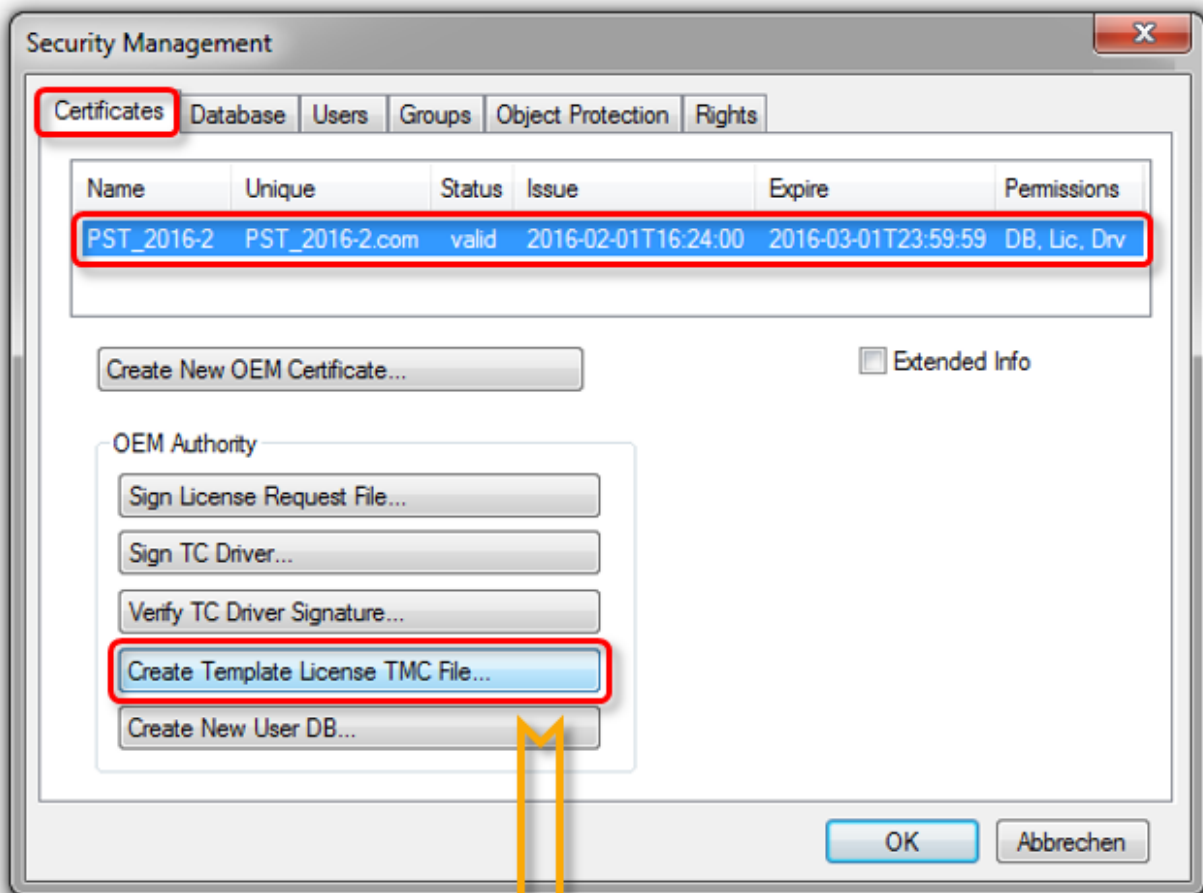 Security Management
Certificates Database Users Groups Object Protection Rights
Name Unique Status Issue Expire Permissions
PST_2016-2 PST_2016-2.com valid 2016-02-01T16:24:00 2016-03-01T23:59:59 DB, Lic, Drv
Create New OEM Certificate...
Extended Info
OEM Authority
Sign License Request File...
Sign TC Driver...
Verify TC Driver Signature...
Create Template License TMC File...
Create New User DB...
OK Abbrechen